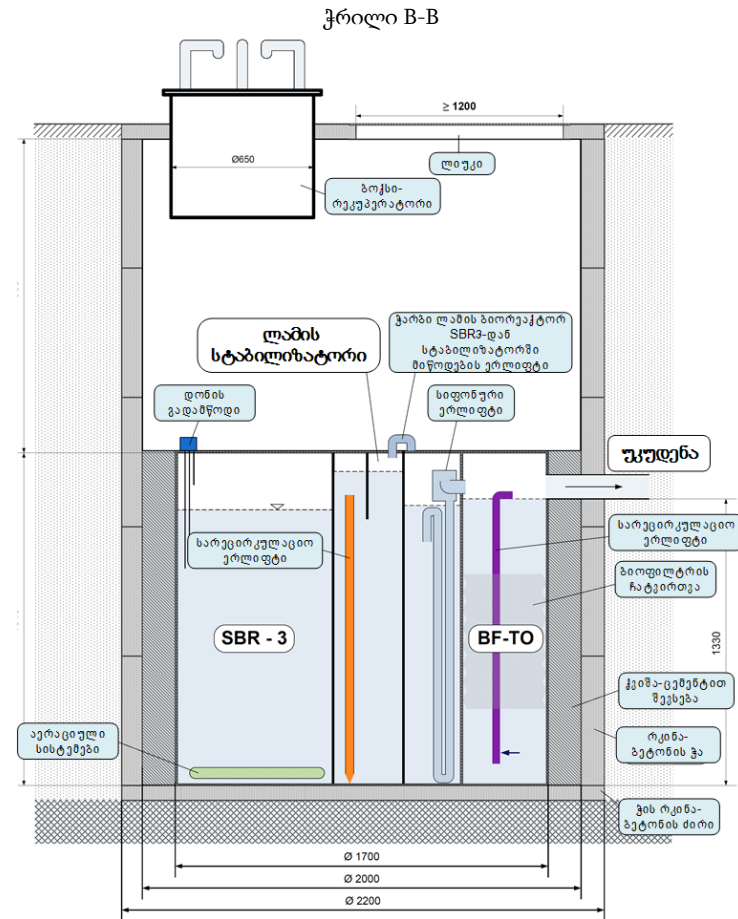 ჭრილი B-B
≥ 1200
ლიუკი
Ø650
ბოქსი-
რეკუპერატორი
ლამის
სტაბილიზატორი
ჭარბი ლამის ბიორეაქტორ
SBR3-დან
სტაბილიზატორში
მიწოდების ერლიფტი
დონის
გადამწოდი
სიფონური
ერლიფტი
უკუდენა
სარეცირკულაციო
ერლიფტი
სარეცირკულაციო
ერლიფტი
ბიოფილტრის
ჩატვირთვა
SBR - 3
BF-TO
1330
ქვიშა-ცემენტით
შევსება
აერაციული
სისტემები
რკინა-
ბეტონის ჭა
ჭის რკინა-
ბეტონის ძირი
Ø 1700
Ø 2000
Ø 2200